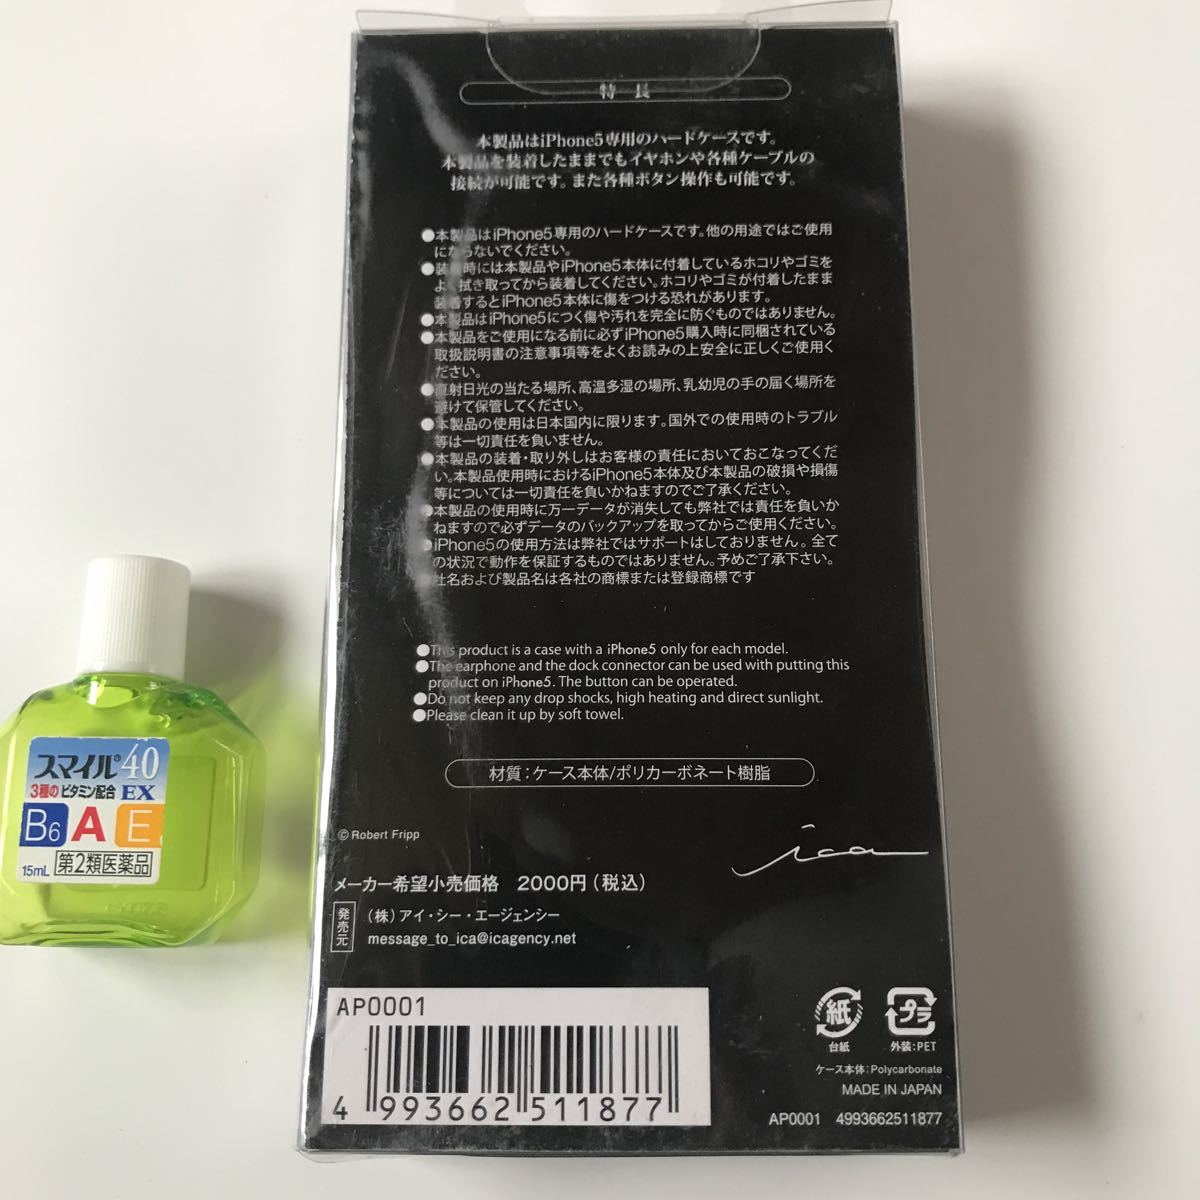 特長
本製品はiPhone5専用のハードケースです。
本製品を装着したままでもイヤホンや各種ケーブルの
接続が可能です。また各種ボタン操作も可能です。
●本製品はiPhone5専用のハードケースです。他の用途ではご使用
にならないでください。
●装着時には本製品やiPhone5本体に付着しているホコリやゴミを
よく拭き取ってから装着してください。ホコリやゴミが付着したまま
装着するとiPhone5本体に傷をつける恐れがあります。
●本製品はiPhone5につく傷や汚れを完全に防ぐものではありません。
●本製品をご使用になる前に必ずiPhone5購入時に同梱されている
取扱説明書の注意事項等をよくお読みの上安全に正しくご使用く
ださい。
●直射日光の当たる場所、高温多湿の場所、乳幼児の手の届く場所を
避けて保管してください。
●本製品の使用は日本国内に限ります。国外での使用時のトラブル
等は一切責任を負いません。
●本製品の装着・取り外しはお客様の責任においておこなってくだ
い。本製品使用時におけるiPhone5本体及び本製品の破損や損傷
等については一切責任を負いかねますのでご了承ください。
●本製品の使用時に万一データが消失しても弊社では責任を負いか
ねますので必ずデータのバックアップを取ってからご使用ください。
●iPhone5の使用方法は弊社ではサポートはしておりません。全て
の状況で動作を保証するものではありません。予めご了承下さい。
●社名および製品名は各社の商標または登録商標です
●This product is a case with a iPhone5 only for each model.
●The earphone and the dock connector can be used with putting this
product on iPhone5. The button can be operated.
●Do not keep any drop shocks, high heating and direct sunlight.
●Please clean it up by soft towel.
材質：ケース本体/ポリカーボネート樹脂
© Robert Fripp
ica
メーカー希望小売価格 2000円（税込）
発売元
（株）アイ・シー・エージェンシー
message_to_ica@icagency.net
AP0001
4 993662 511877
紙
台紙
プラ
外装:PET
ケース本体: Polycarbonate
MADE IN JAPAN
AP0001 4993662511877
スマイル40
3種のビタミン配合 EX
B6 A E
15mL 第2類医薬品